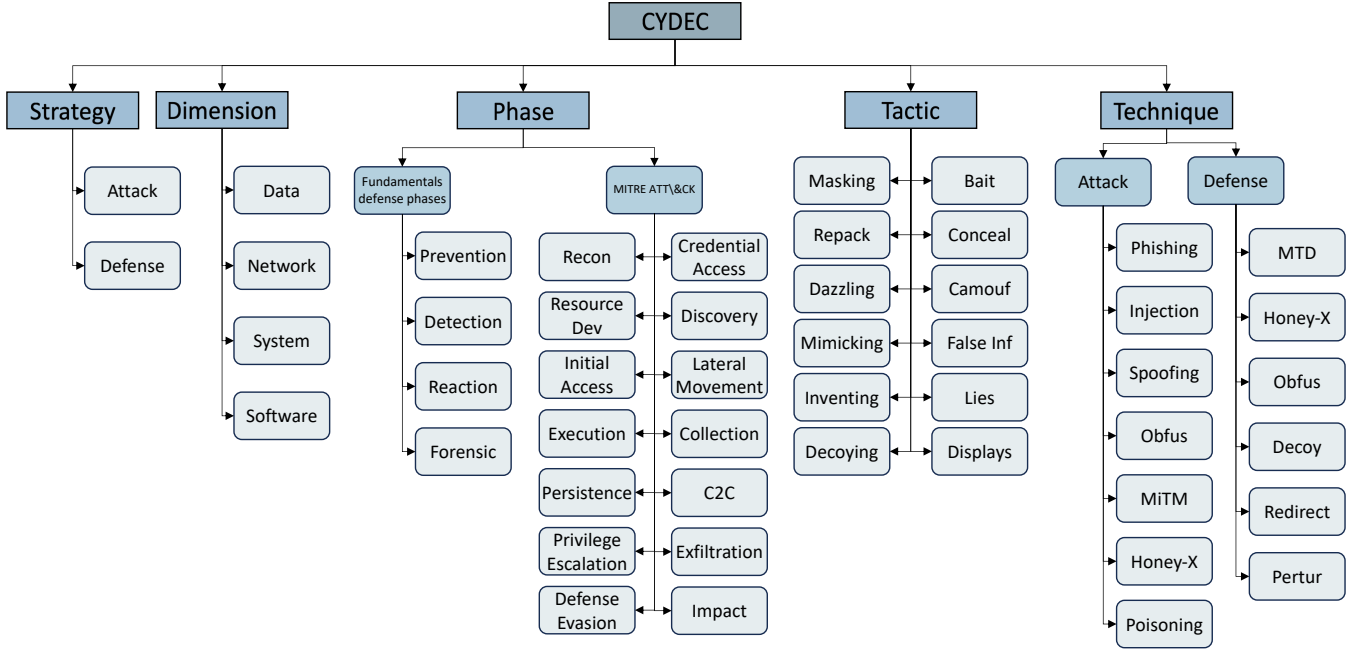 CYDEC
Strategy
Attack
Defense
Dimension
Data
Network
System
Software
Phase
Fundamentals
defense phases
Prevention
Detection
Reaction
Forensic
MITRE ATT\&CK
Recon
Credential
Access
Resource
Dev
Discovery
Initial
Access
Lateral
Movement
Execution
Collection
Persistence
C2C
Privilege
Escalation
Exfiltration
Defense
Evasion
Impact
Tactic
Masking
Bait
Repack
Conceal
Dazzling
Camouf
Mimicking
False Inf
Inventing
Lies
Decoying
Displays
Technique
Attack
Phishing
Injection
Spoofing
Obfus
MiTM
Honey-X
Poisoning
Defense
MTD
Honey-X
Obfus
Decoy
Redirect
Pertur